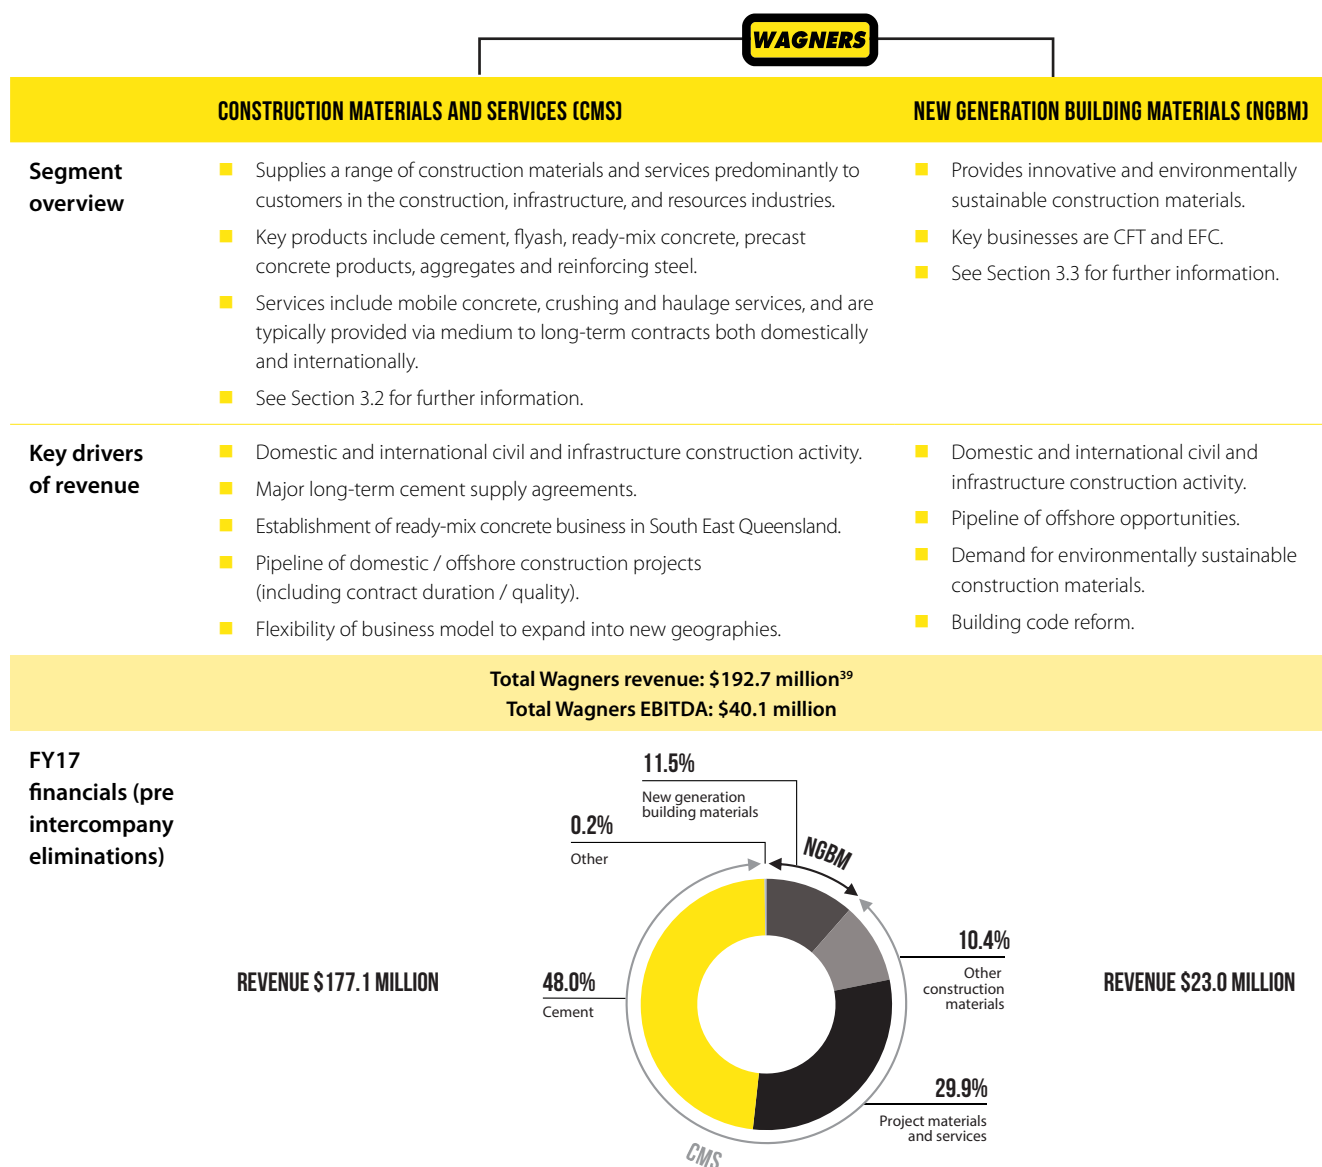 WAGNERS
CONSTRUCTION MATERIALS AND SERVICES (CMS)
NEW GENERATION BUILDING MATERIALS (NGBM)
Segment
overview
Supplies a range of construction materials and services predominantly to
customers in the construction, infrastructure, and resources industries.
Key products include cement, flyash, ready-mix concrete, precast
concrete products, aggregates and reinforcing steel.
Services include mobile concrete, crushing and haulage services, and are
typically provided via medium to long-term contracts both domestically
and internationally.
See Section 3.2 for further information.
Provides innovative and environmentally
sustainable construction materials.
Key businesses are CFT and EFC.
See Section 3.3 for further information.
Key drivers
of revenue
Domestic and international civil and infrastructure construction activity.
Major long-term cement supply agreements.
Establishment of ready-mix concrete business in South East Queensland.
Pipeline of domestic / offshore construction projects
(including contract duration / quality).
Flexibility of business model to expand into new geographies.
Domestic and international civil and
infrastructure construction activity.
Pipeline of offshore opportunities.
Demand for environmentally sustainable
construction materials.
Building code reform.
Total Wagners revenue: $192.7 million³⁹
Total Wagners EBITDA: $40.1 million
FY17
financials (pre
intercompany
eliminations)
REVENUE $177.1 MILLION
11.5%
New generation
building materials
0.2%
Other
NGBM
48.0%
Cement
10.4%
Other
construction
materials
29.9%
Project materials
and services
CMS
REVENUE $23.0 MILLION